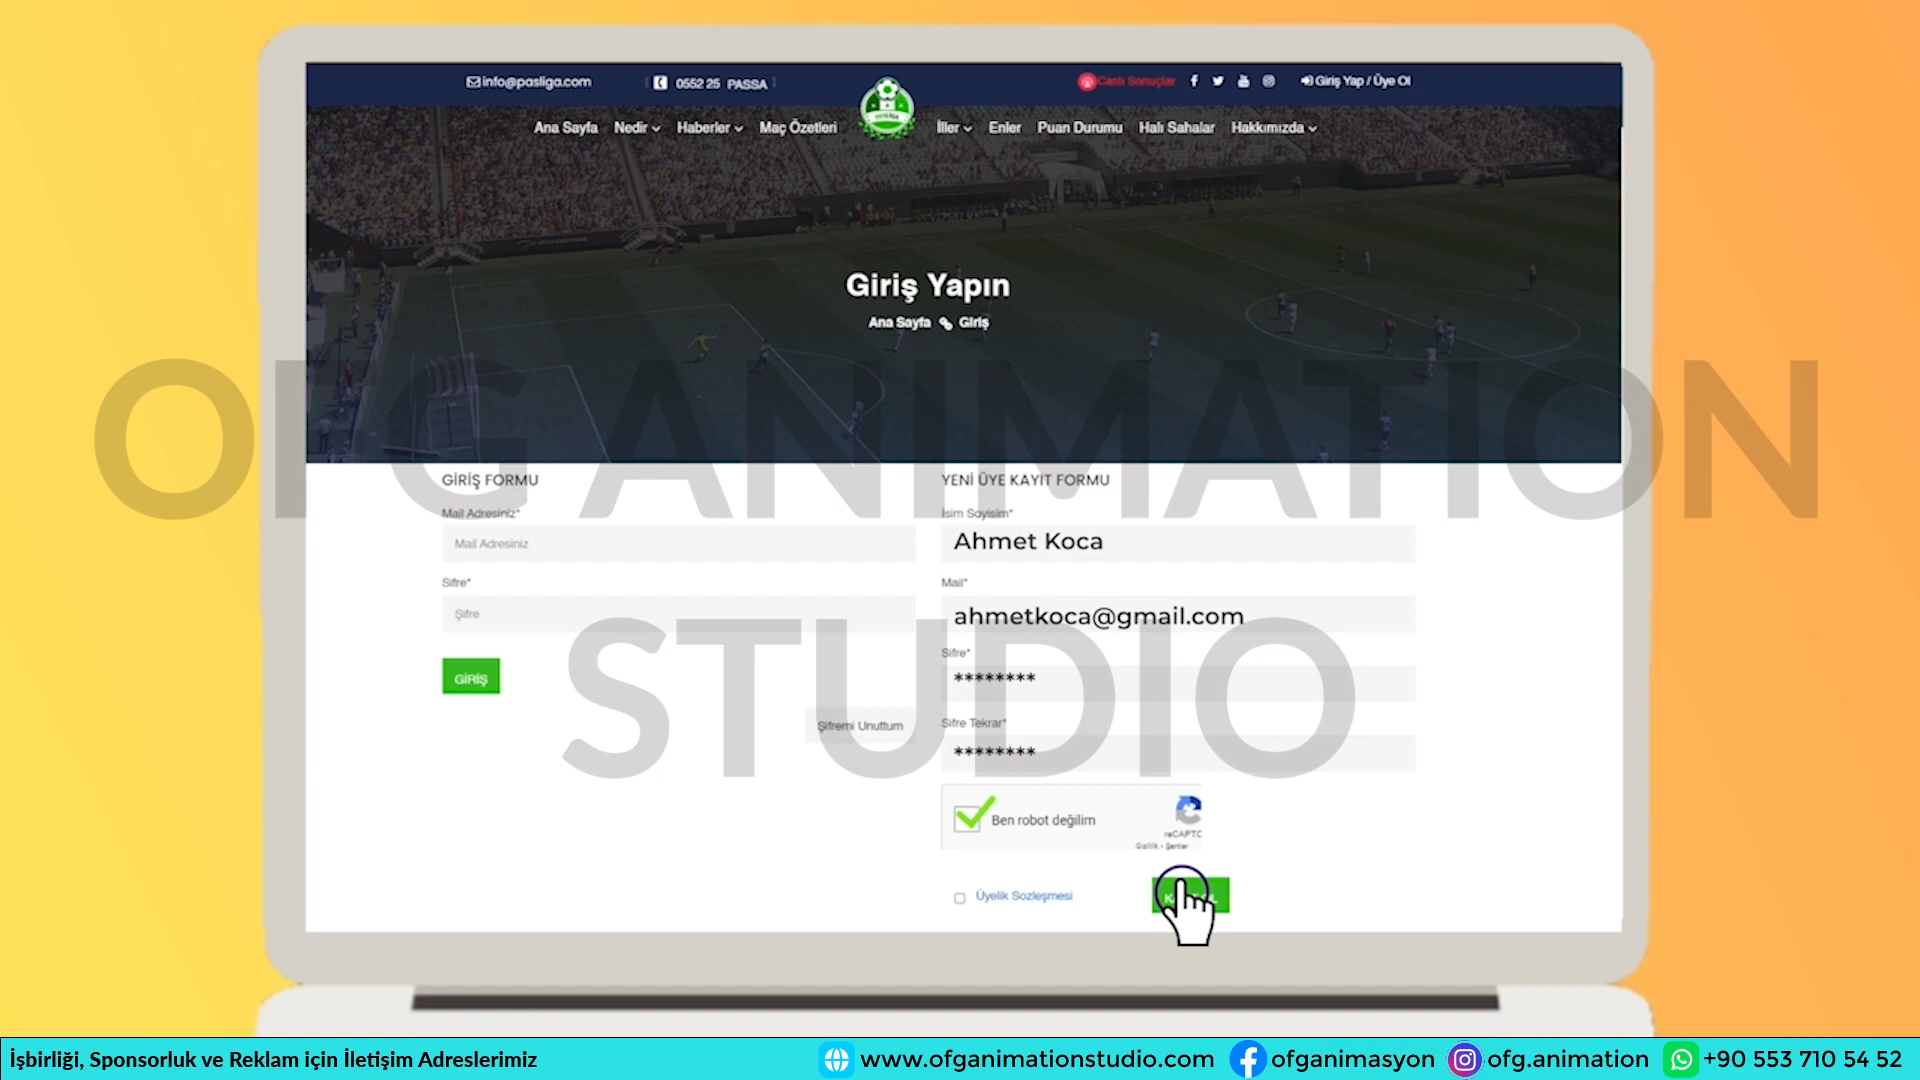 info@pasliga.com
0552 25 PASSA
Canlı Sonuçlar
Giriş Yap / Üye Ol
Ana Sayfa Nedir Haberler Maç Özetleri İller Enler Puan Durumu Halı Sahalar Hakkımızda
Giriş Yapın
Ana Sayfa Giriş
OFG ANIMATION
STUDIO
GİRİŞ FORMU
Mail Adresiniz*
Mail Adresiniz
Sifre*
Şifre
GİRİŞ
Şifremi Unuttum
YENİ ÜYE KAYIT FORMU
İsim Soyisim*
Ahmet Koca
Mail*
ahmetkoca@gmail.com
Sifre*
********
Sifre Tekrar*
********
Ben robot değilim
reCAPTC
Gizlilik - Şartlar
Üyelik Sozleşmesi
İşbirliği, Sponsorluk ve Reklam için İletişim Adreslerimiz
www.ofganimationstudio.com
ofganimasyon
ofg.animation
+90 553 710 54 52